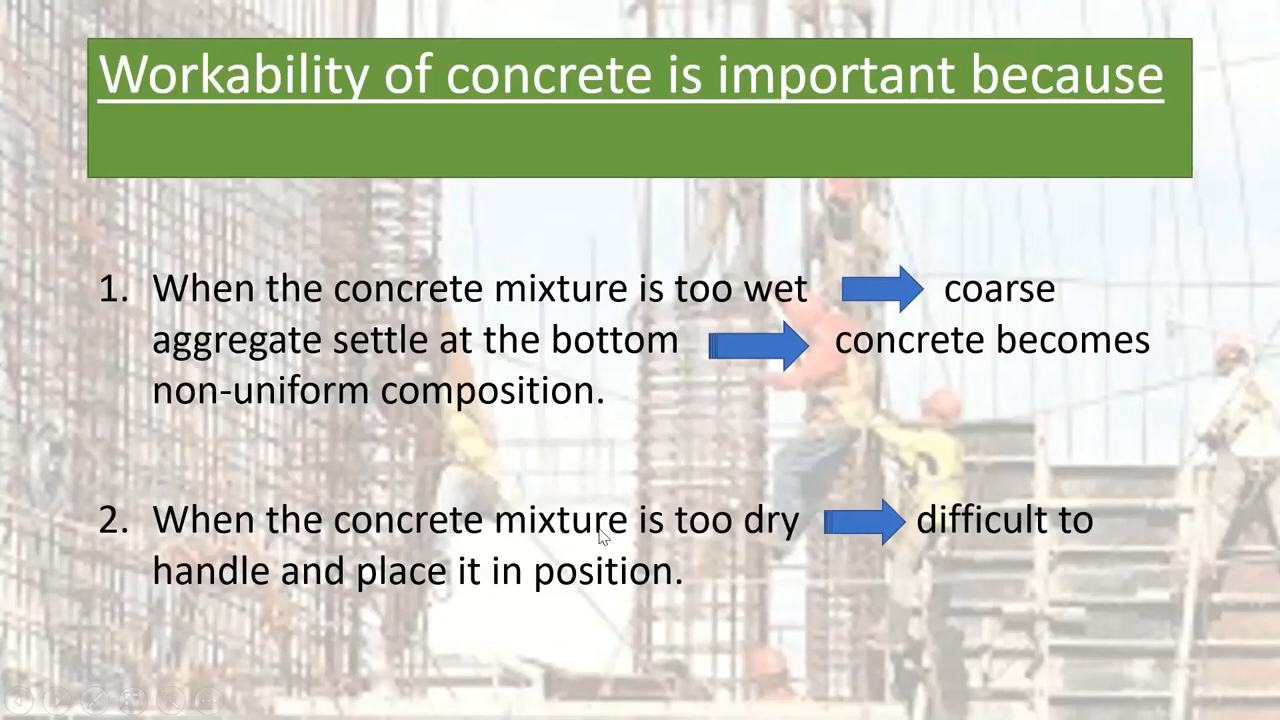 Workability of concrete is important because
1. When the concrete mixture is too wet coarse
aggregate settle at the bottom concrete becomes
non-uniform composition.
2. When the concrete mixture is too dry difficult to
handle and place it in position.